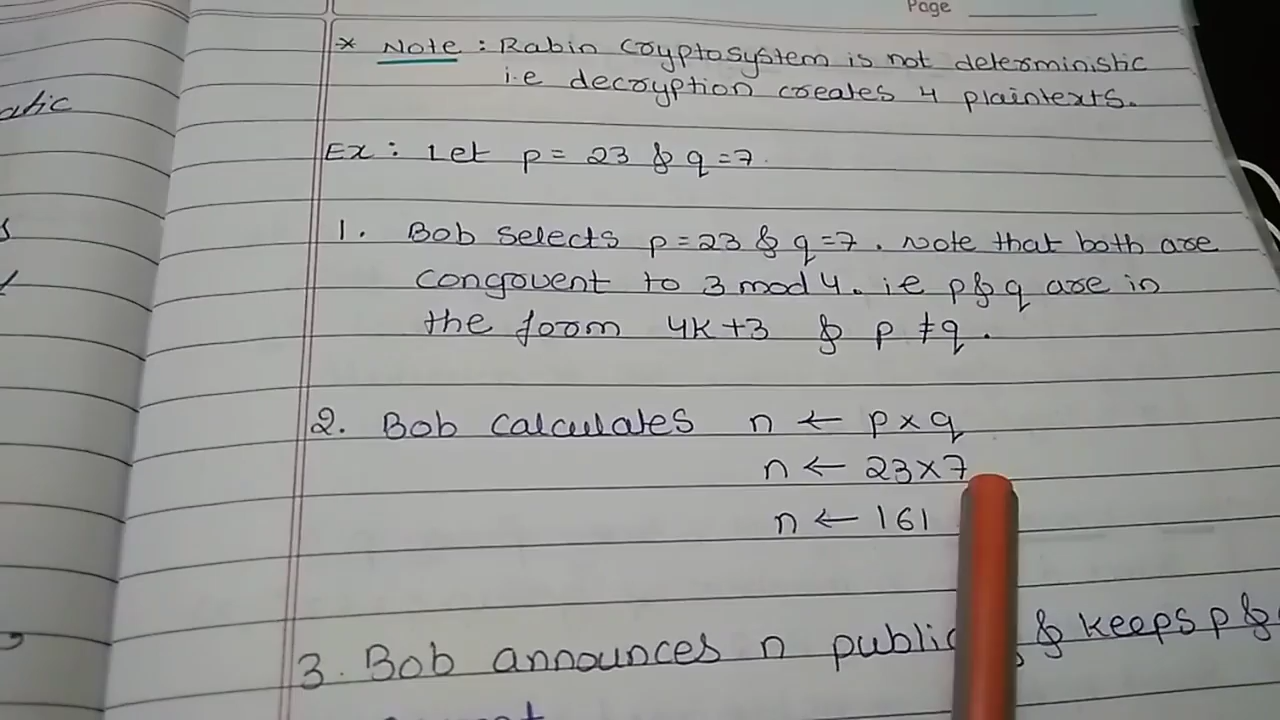 Page
* Note : Rabin cryptosystem is not deterministic
i.e decryption creates 4 plaintexts.
atic
Ex : Let p = 23 & q = 7.
1. Bob selects p = 23 & q = 7. Note that both are
congruent to 3 mod 4. ie p & q are in
the form 4K + 3 & p ≠ q.
2. Bob calculates n ← p × q
n ← 23 × 7
n ← 161
3. Bob announces n public & keeps p &